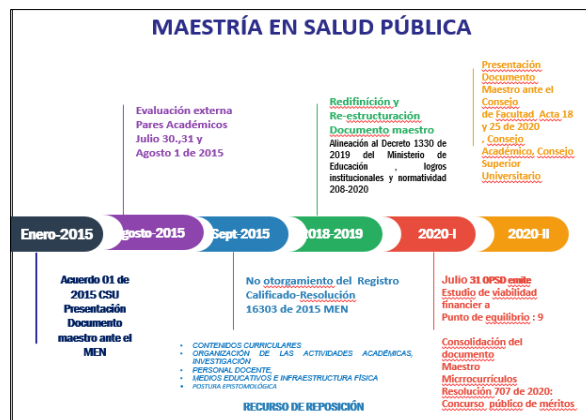 MAESTRÍA EN SALUD PÚBLICA
Evaluación externa
Pares Académicos
Julio 30.,31 y
Agosto 1 de 2015
Redifinición y
Re-estructuración
Documento maestro
Alineación al Decreto 1330 de
2019 del Ministerio de
Educación , logros
institucionales y normatividad
208-2020
Presentación
Documento
Maestro ante el
Consejo
de Facultad Acta 18
y 25 de 2020
, Consejo
Académico, Consejo
Superior
Universitario
Enero-2015
gosto-2015
Sept-2015
2018-2019
2020-I
2020-II
Acuerdo 01 de
2015 CSU
Presentación
Documento
maestro ante el
MEN
No otorgamiento del Registro
Calificado-Resolución
16303 de 2015 MEN
• CONTENIDOS CURRICULARES
• ORGANIZACIÓN DE LAS ACTIVIDADES ACADÉMICAS,
INVESTIGACIÓN
• PERSONAL DOCENTE,
• MEDIOS EDUCATIVOS E INFRAESTRUCTURA FÍSICA
• POSTURA EPISTOMOLÓGICA
RECURSO DE REPOSICIÓN
Julio 31 OPSD emite
Estudio de viabilidad
financier a
Punto de equilibrio : 9
Consolidación del
documento
Maestro
Microcurrículos
Resolución 707 de 2020:
Concurso público de méritos